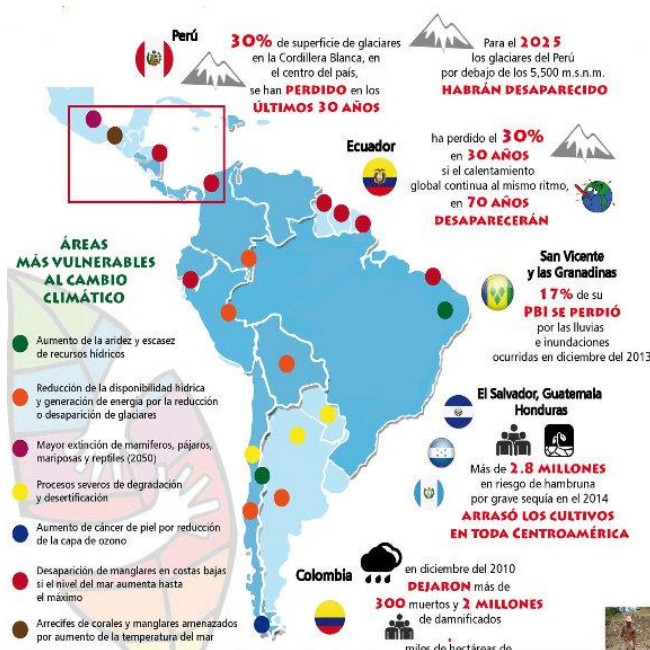 Perú
30% de superficie de glaciares
en la Cordillera Blanca, en
el centro del país,
se han PERDIDO en los
ÚLTIMOS 30 AÑOS
Para el 2025
los glaciares del Perú
por debajo de los 5,500 m.s.n.m.
HABRÁN DESAPARECIDO
Ecuador
ha perdido el 30%
en 30 AÑOS
si el calentamiento
global continua al mismo ritmo,
en 70 AÑOS
DESAPARECERÁN
San Vicente
y las Granadinas
17% de su
PBI SE PERDIÓ
por las lluvias
e inundaciones
ocurridas en diciembre del 2013
El Salvador, Guatemala
Honduras
Más de 2.8 MILLONES
en riesgo de hambruna
por grave sequía en el 2014
ARRASÓ LOS CULTIVOS
EN TODA CENTROAMÉRICA
Colombia
en diciembre del 2010
DEJARON más de
300 muertos y 2 MILLONES
de damnificados
miles de hectáreas de
ÁREAS
MÁS VULNERABLES
AL CAMBIO
CLIMÁTICO
Aumento de la aridez y escasez
de recursos hídricos
Reducción de la disponibilidad hídrica
y generación de energía por la reducción
o desaparición de glaciares
Mayor extinción de mamíferos, pájaros,
mariposas y reptiles (2050)
Procesos severos de degradación
y desertificación
Aumento de cáncer de piel por reducción
de la capa de ozono
Desaparición de manglares en costas bajas
si el nivel del mar aumenta hasta
el máximo
Arrecifes de corales y manglares amenazados
por aumento de la temperatura del mar